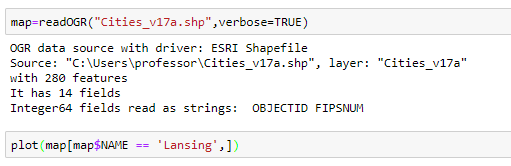 map=readOGR("Cities_v17a.shp",verbose=TRUE)
OGR data source with driver: ESRI Shapefile
Source: "C:\Users\professor\Cities_v17a.shp", layer: "Cities_v17a"
with 280 features
It has 14 fields
Integer64 fields read as strings:  OBJECTID FIPSNUM
plot(map[map$NAME == 'Lansing',])